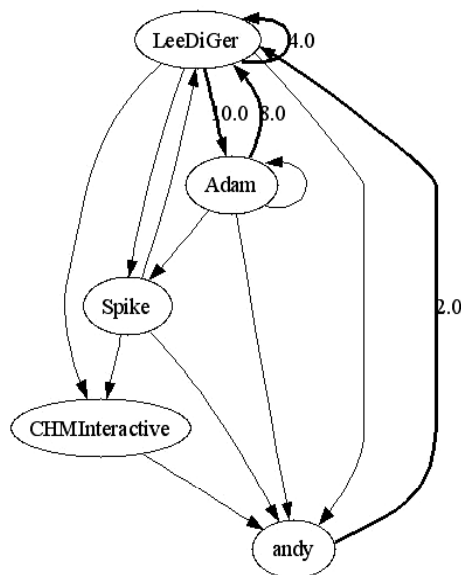 LeeDiGer
4.0
10.0
8.0
Adam
2.0
Spike
CHMInteractive
andy